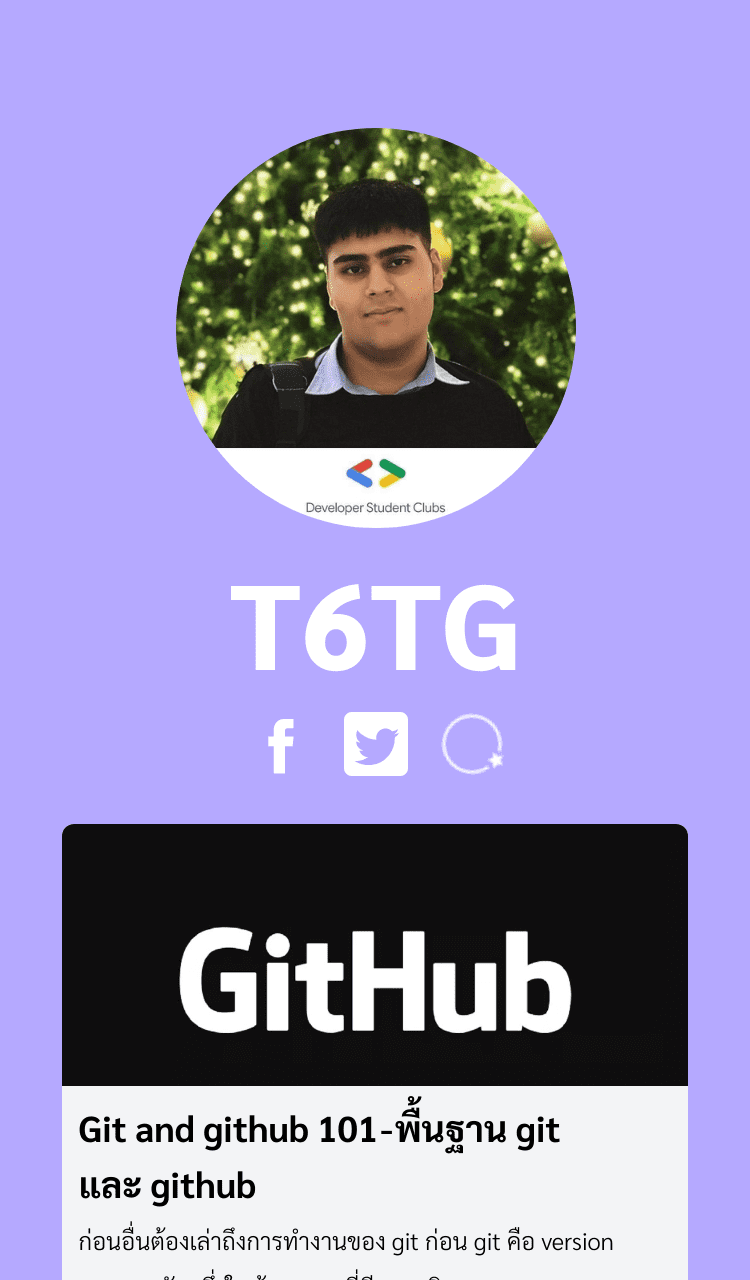 Developer Student Clubs
T6TG
GitHub
Git and github 101-พื้นฐาน git
และ github
ก่อนอื่นต้องเล่าถึงการทำงานของ git ก่อน git คือ version